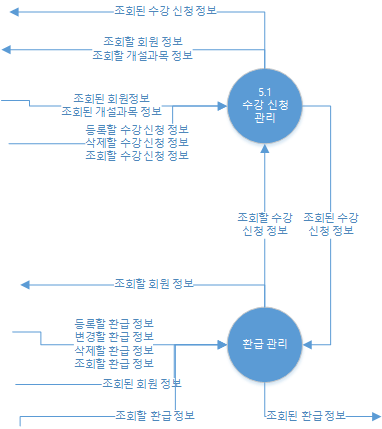 조회된 수강 신청 정보
조회할 회원 정보
조회할 개설과목 정보
5.1
수강 신청
관리
조회된 회원정보
조회된 개설과목 정보
등록할 수강 신청 정보
삭제할 수강 신청 정보
조회할 수강 신청 정보
조회할 수강
신청 정보
조회된 수강
신청 정보
조회할 회원 정보
등록할 환급 정보
변경할 환급 정보
삭제할 환급 정보
조회할 환급 정보
환급 관리
조회된 회원 정보
조회할 환급 정보
조회된 환급 정보